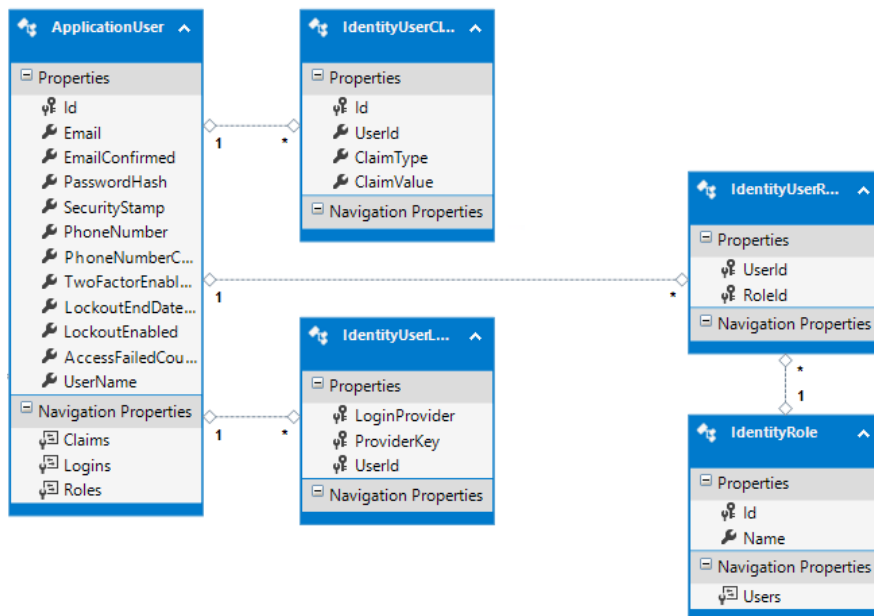 ApplicationUser
Properties
Id
Email
EmailConfirmed
PasswordHash
SecurityStamp
PhoneNumber
PhoneNumberC...
TwoFactorEnabl...
LockoutEndDate...
LockoutEnabled
AccessFailedCou...
UserName
Navigation Properties
Claims
Logins
Roles
IdentityUserCl...
Properties
Id
UserId
ClaimType
ClaimValue
Navigation Properties
1
*
1
*
IdentityUserL...
Properties
LoginProvider
ProviderKey
UserId
Navigation Properties
1
*
IdentityUserR...
Properties
UserId
RoleId
Navigation Properties
*
1
IdentityRole
Properties
Id
Name
Navigation Properties
Users